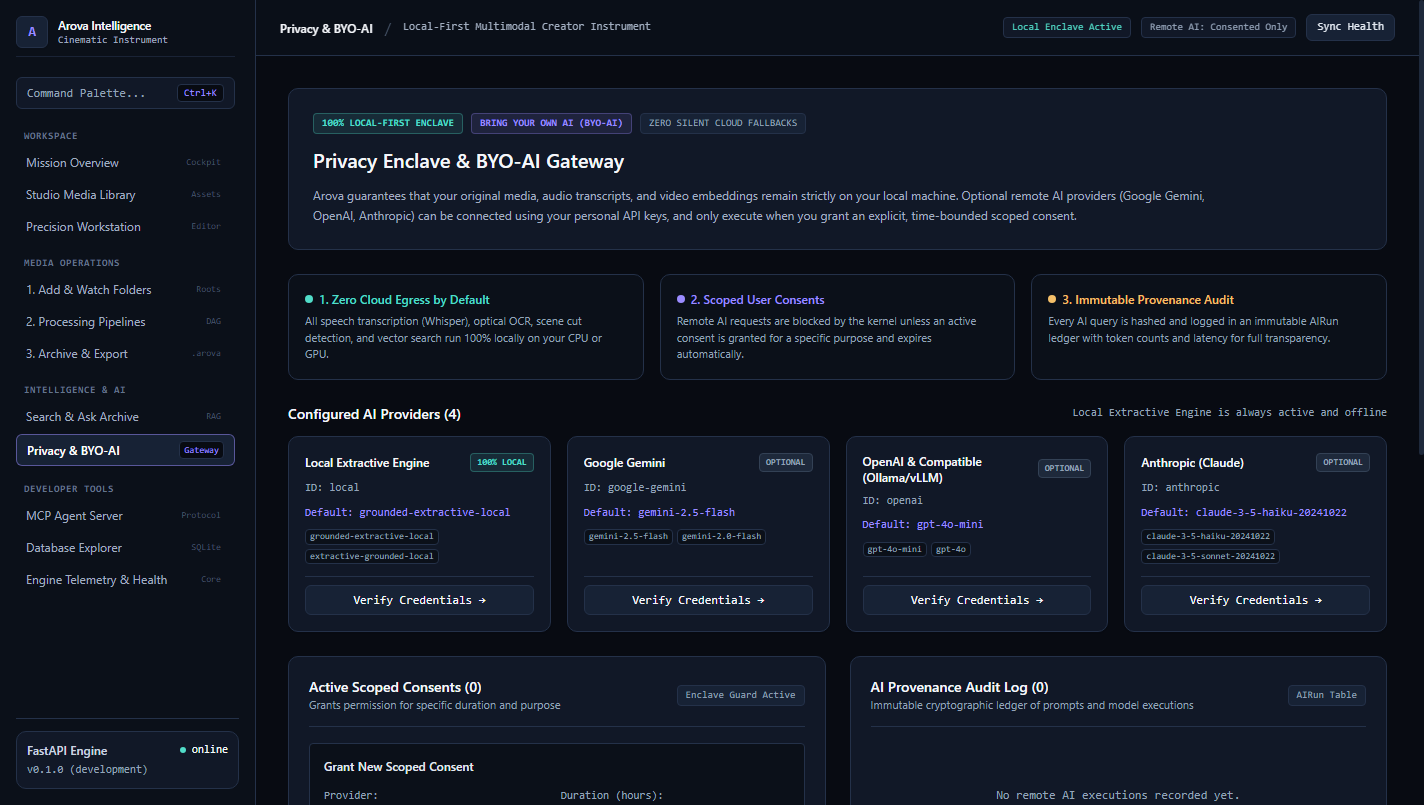 A
Arova Intelligence
Cinematic Instrument
Command Palette...
Ctrl+K
WORKSPACE
Mission Overview
Cockpit
Studio Media Library
Assets
Precision Workstation
Editor
MEDIA OPERATIONS
1. Add & Watch Folders
Roots
2. Processing Pipelines
DAG
3. Archive & Export
.arova
INTELLIGENCE & AI
Search & Ask Archive
RAG
Privacy & BYO-AI
Gateway
DEVELOPER TOOLS
MCP Agent Server
Protocol
Database Explorer
SQLite
Engine Telemetry & Health
Core
FastAPI Engine
online
v0.1.0 (development)
Privacy & BYO-AI / Local-First Multimodal Creator Instrument
Local Enclave Active
Remote AI: Consented Only
Sync Health
100% LOCAL-FIRST ENCLAVE
BRING YOUR OWN AI (BYO-AI)
ZERO SILENT CLOUD FALLBACKS
Privacy Enclave & BYO-AI Gateway
Arova guarantees that your original media, audio transcripts, and video embeddings remain strictly on your local machine. Optional remote AI providers (Google Gemini,
OpenAI, Anthropic) can be connected using your personal API keys, and only execute when you grant an explicit, time-bounded scoped consent.
1. Zero Cloud Egress by Default
All speech transcription (Whisper), optical OCR, scene cut
detection, and vector search run 100% locally on your CPU or
GPU.
2. Scoped User Consents
Remote AI requests are blocked by the kernel unless an active
consent is granted for a specific purpose and expires
automatically.
3. Immutable Provenance Audit
Every AI query is hashed and logged in an immutable AIRun
ledger with token counts and latency for full transparency.
Configured AI Providers (4)
Local Extractive Engine is always active and offline
Local Extractive Engine
100% LOCAL
ID: local
Default: grounded-extractive-local
grounded-extractive-local
extractive-grounded-local
Verify Credentials →
Google Gemini
OPTIONAL
ID: google-gemini
Default: gemini-2.5-flash
gemini-2.5-flash
gemini-2.0-flash
Verify Credentials →
OpenAI & Compatible
(Ollama/vLLM)
OPTIONAL
ID: openai
Default: gpt-4o-mini
gpt-4o-mini
gpt-4o
Verify Credentials →
Anthropic (Claude)
OPTIONAL
ID: anthropic
Default: claude-3-5-haiku-20241022
claude-3-5-haiku-20241022
claude-3-5-sonnet-20241022
Verify Credentials →
Active Scoped Consents (0)
Grants permission for specific duration and purpose
Enclave Guard Active
Grant New Scoped Consent
Provider:
Duration (hours):
AI Provenance Audit Log (0)
Immutable cryptographic ledger of prompts and model executions
AIRun Table
No remote AI executions recorded yet.